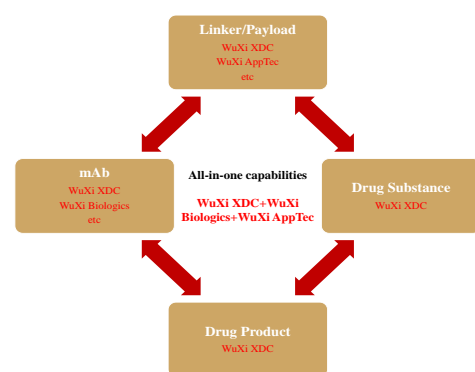 Linker/Payload
WuXi XDC
WuXi AppTec
etc
mAb
WuXi XDC
WuXi Biologics
etc
All-in-one capabilities
WuXi XDC+WuXi
Biologics+WuXi AppTec
Drug Substance
WuXi XDC
Drug Product
WuXi XDC